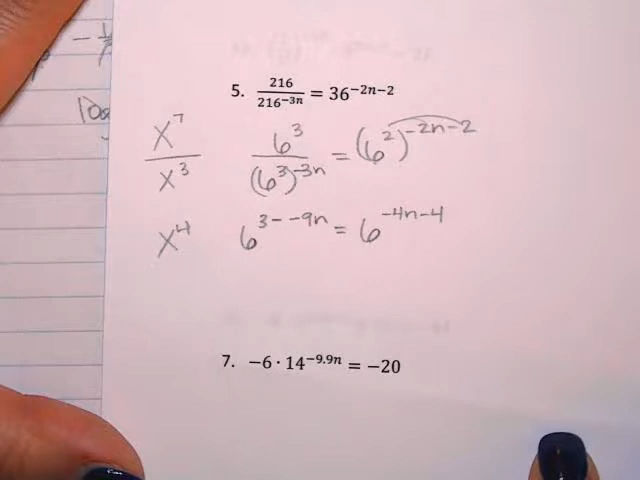 5. 216/216^{-3n} = 36^{-2n-2}
x^7/x^3 6^3/(6^3)^{-3n} = (6^2)^{-2n-2}
x^4 6^{3--9n} = 6^{-4n-4}
7. -6 · 14^{-9.9n} = -20